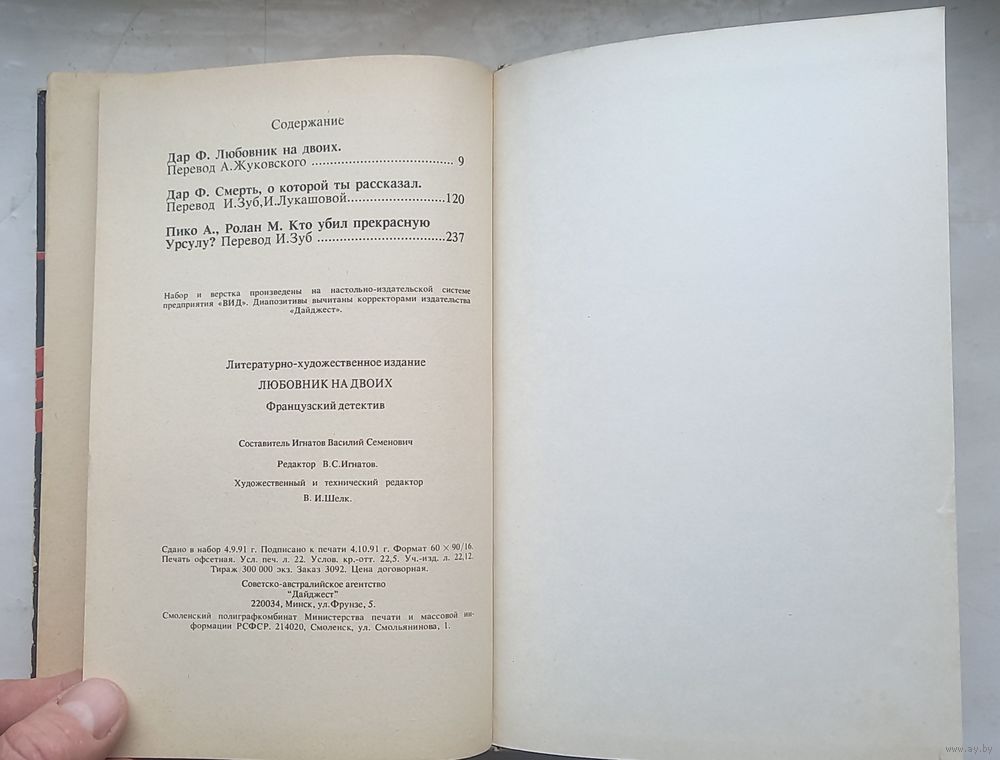 Содержание
Дар Ф. Любовник на двоих.
Перевод А.Жуковского ..................................... 9
Дар Ф. Смерть, о которой ты рассказал.
Перевод И.Зуб,И.Лукашовой..........................120
Пико А., Ролан М. Кто убил прекрасную
Урсулу? Перевод И.Зуб ..................................237
Набор и верстка произведены на настольно-издательской системе
предприятия «ВИД». Диапозитивы вычитаны корректорами издательства
«Дайджест».
Литературно-художественное издание
ЛЮБОВНИК НА ДВОИХ
Французский детектив
Составитель Игнатов Василий Семенович
Редактор В.С.Игнатов.
Художественный и технический редактор
В. И.Шелк.
Сдано в набор 4.9.91 г. Подписано к печати 4.10.91 г. Формат 60 × 90/16.
Печать офсетная. Усл. печ. л. 22. Услов. кр.-отт. 22,5. Уч.-изд. л. 22,12.
Тираж 300 000 экз. Заказ 3092. Цена договорная.
Советско-австралийское агентство
"Дайджест"
220034, Минск, ул.Фрунзе, 5.
Смоленский полиграфкомбинат Министерства печати и массовой ин-
формации РСФСР. 214020, Смоленск, ул. Смольянинова, 1.
www.ay.by